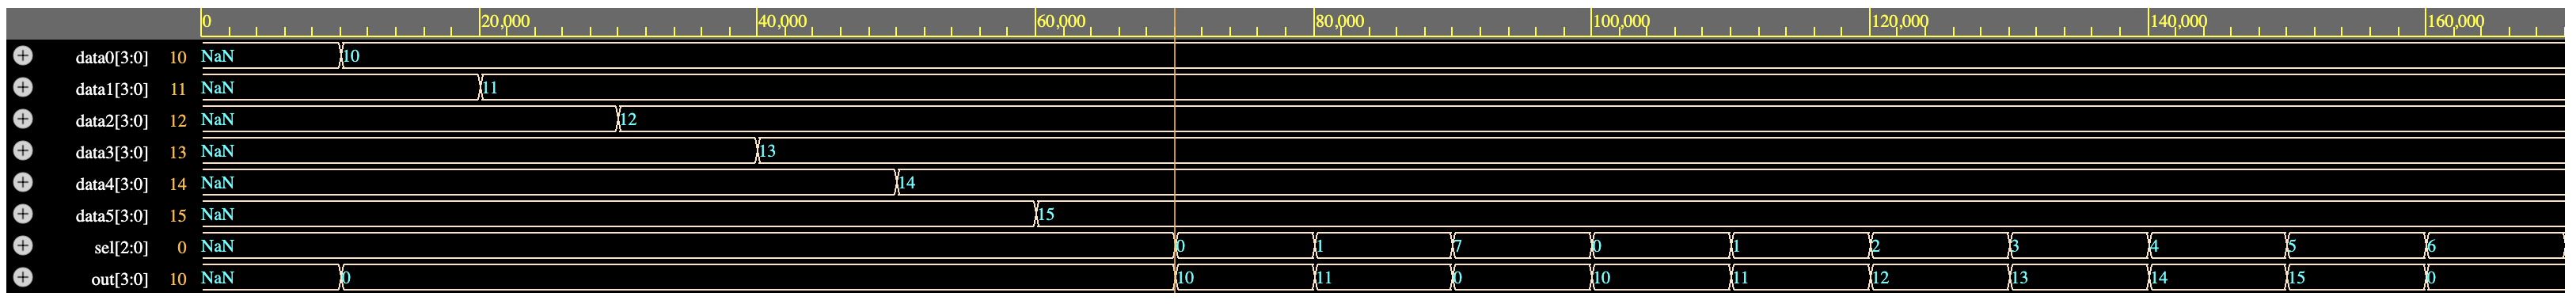 0 20,000 40,000 60,000 80,000 100,000 120,000 140,000 160,000
data0[3:0] 10 NaN 10
data1[3:0] 11 NaN 11
data2[3:0] 12 NaN 12
data3[3:0] 13 NaN 13
data4[3:0] 14 NaN 14
data5[3:0] 15 NaN 15
sel[2:0] 0 NaN 0 1 7 0 1 2 3 4 5 6
out[3:0] 10 NaN 0 10 11 0 10 11 12 13 14 15 0